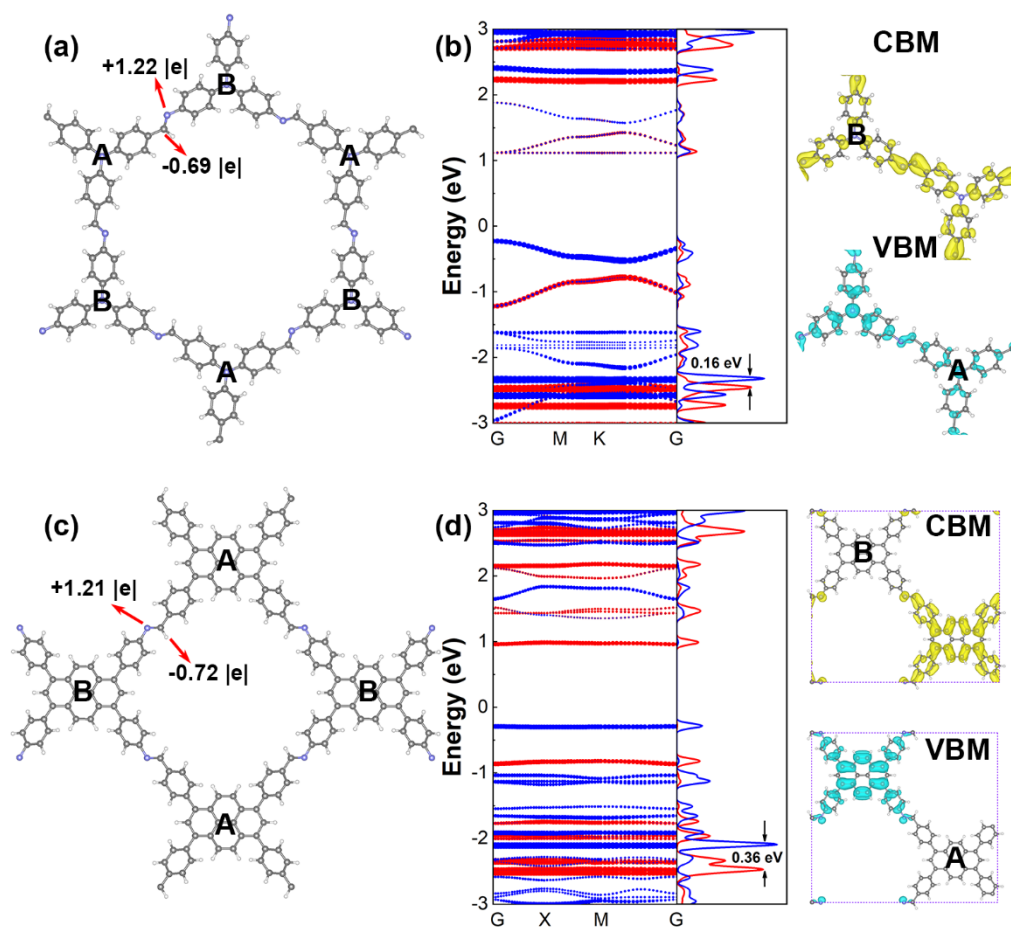 (a)
+1.22 |e|
-0.69 |e|
B
A
A
B
B
A
(b)
Energy (eV)
3
2
1
0
-1
-2
-3
0.16 eV
G M K G
CBM
B
VBM
A
(c)
+1.21 |e|
-0.72 |e|
A
B
B
A
(d)
Energy (eV)
3
2
1
0
-1
-2
-3
0.36 eV
G X M G
CBM
B
VBM
A